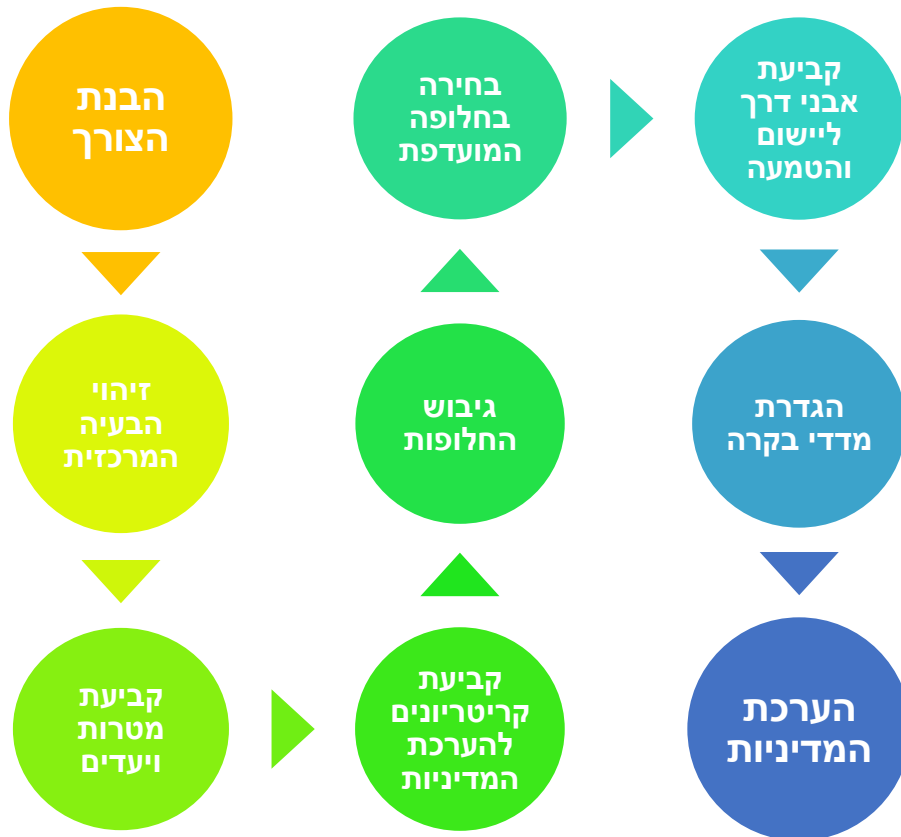 הבנת
הצורך
זיהוי
הבעיה
המרכזית
קביעת
מטרות
ויעדים
קביעת
קריטריונים
להערכת
המדיניות
גיבוש
החלופות
בחירה
בחלופה
המועדפת
קביעת
אבני דרך
ליישום
והטמעה
הגדרת
מדדי בקרה
הערכת
המדיניות